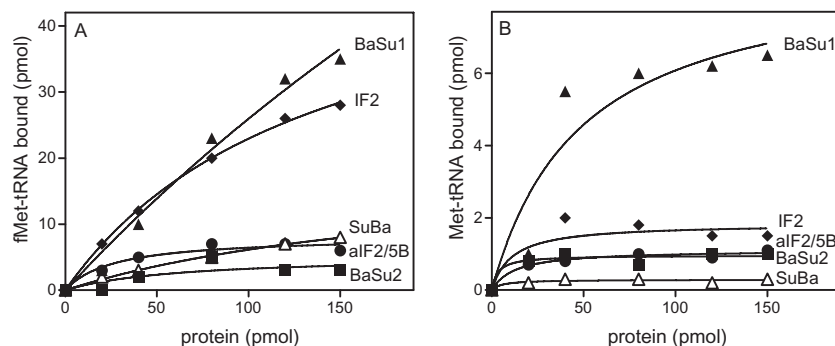 A
BaSu1
IF2
SuBa
aIF2/5B
BaSu2
fMet-tRNA bound (pmol)
40
30
20
10
0
0 50 100 150
protein (pmol)
B
BaSu1
IF2
aIF2/5B
BaSu2
SuBa
Met-tRNA bound (pmol)
6
4
2
0
0 50 100 150
protein (pmol)